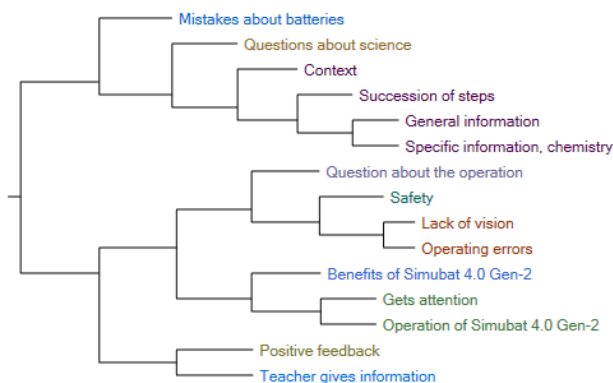 Mistakes about batteries
Questions about science
Context
Succession of steps
General information
Specific information, chemistry
Question about the operation
Safety
Lack of vision
Operating errors
Benefits of Simubat 4.0 Gen-2
Gets attention
Operation of Simubat 4.0 Gen-2
Positive feedback
Teacher gives information